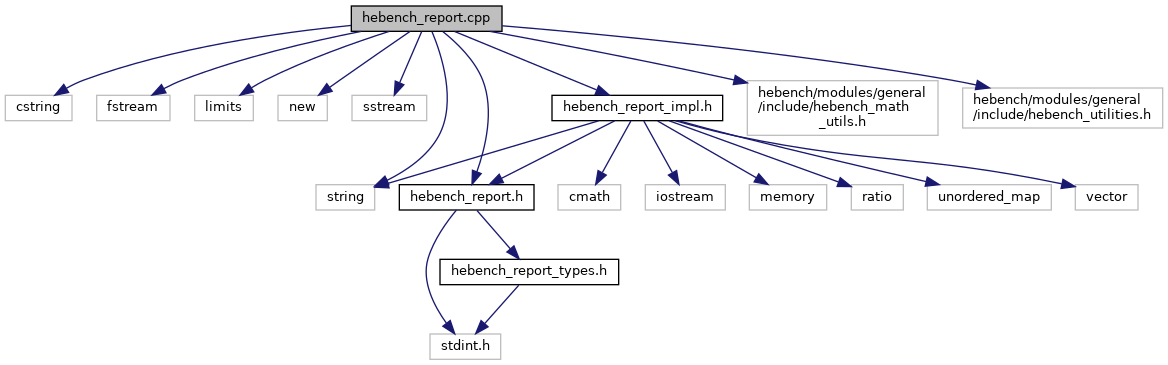 hebench_report.cpp
cstring
fstream
limits
new
sstream
hebench_report_impl.h
hebench/modules/general
/include/hebench_math
_utils.h
hebench/modules/general
/include/hebench_utilities.h
string
hebench_report.h
cmath
iostream
memory
ratio
unordered_map
vector
hebench_report_types.h
stdint.h